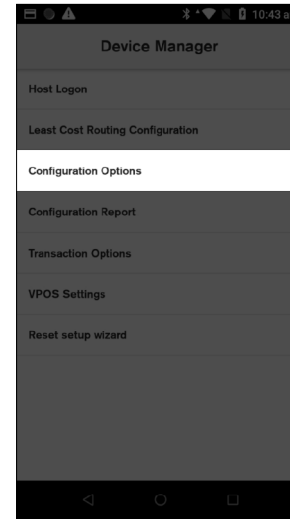 10:43 a
Device Manager
Host Logon
Least Cost Routing Configuration
Configuration Options
Configuration Report
Transaction Options
VPOS Settings
Reset setup wizard